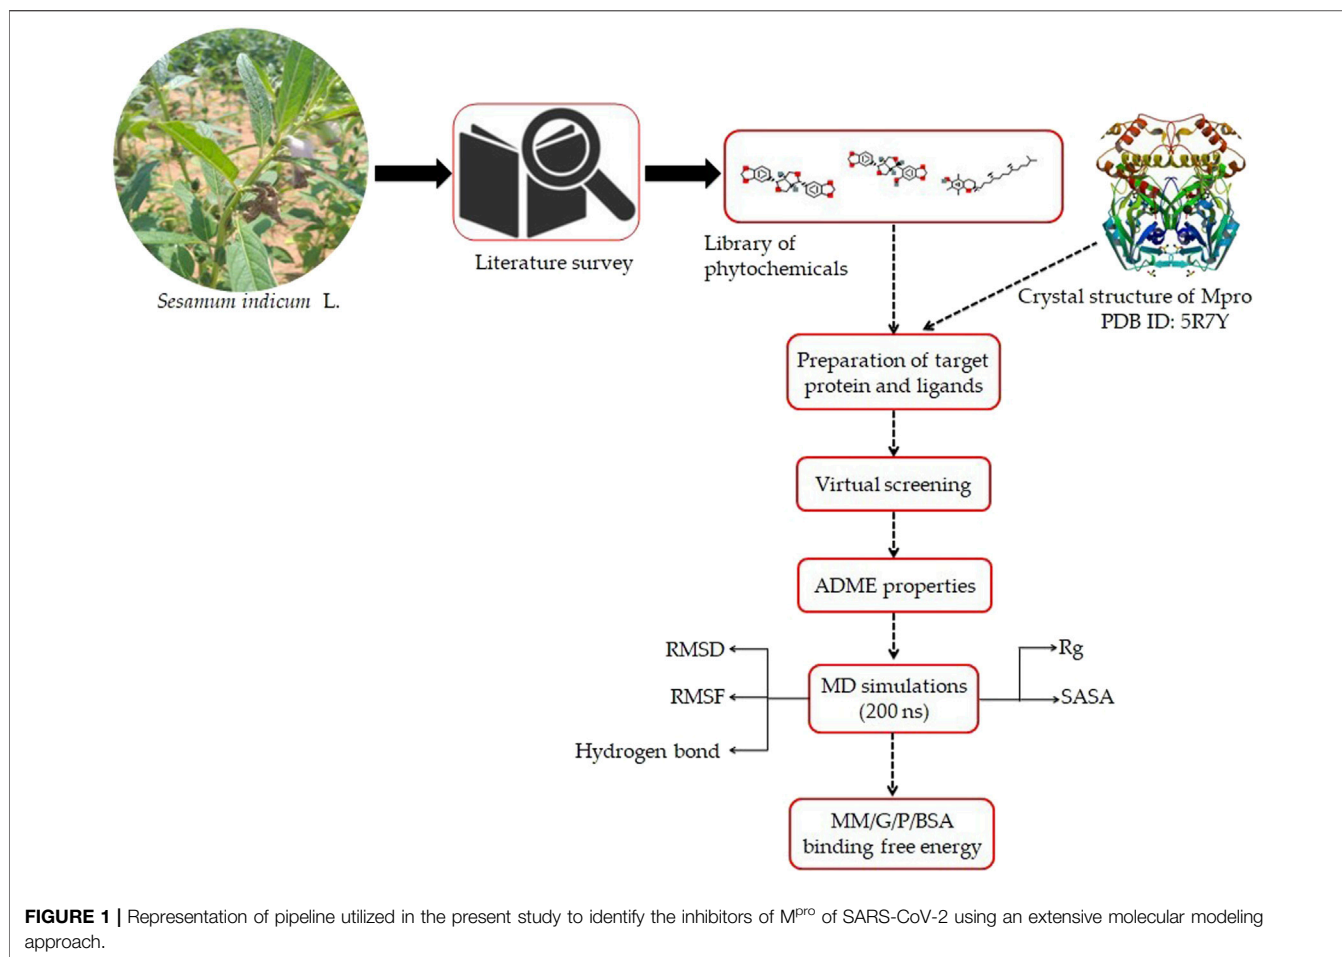 Sesamum indicum L.
Literature survey
Library of
phytochemicals
Crystal structure of Mpro
PDB ID: 5R7Y
Preparation of target
protein and ligands
Virtual screening
ADME properties
RMSD
RMSF
Hydrogen bond
MD simulations
(200 ns)
Rg
SASA
MM/G/P/BSA
binding free energy
FIGURE 1 | Representation of pipeline utilized in the present study to identify the inhibitors of Mpro of SARS-CoV-2 using an extensive molecular modeling
approach.